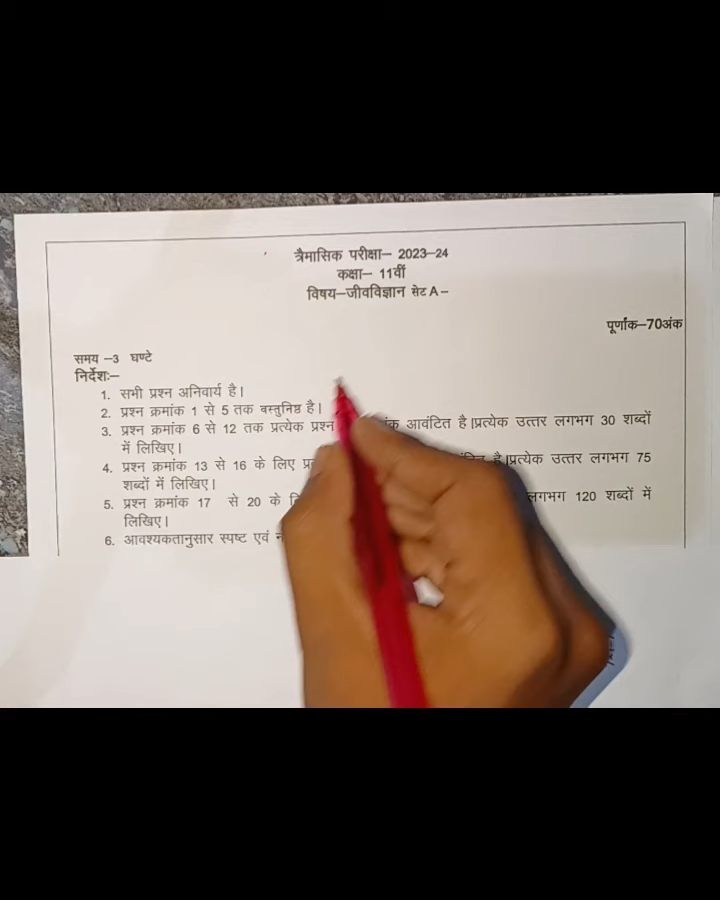 त्रैमासिक परीक्षा– 2023–24
कक्षा– 11वीं
विषय–जीवविज्ञान सेट A –
पूर्णांक–70अंक
समय –3 घण्टे
निर्देशः–
1. सभी प्रश्न अनिवार्य है।
2. प्रश्न क्रमांक 1 से 5 तक बस्तुनिष्ठ है।
3. प्रश्न क्रमांक 6 से 12 तक प्रत्येक प्रश्न आवंटित है।प्रत्येक उत्तर लगभग 30 शब्दों
में लिखिए।
4. प्रश्न क्रमांक 13 से 16 के लिए है।प्रत्येक उत्तर लगभग 75
शब्दों में लिखिए।
5. प्रश्न क्रमांक 17 से 20 के लगभग 120 शब्दों में
लिखिए।
6. आवश्यकतानुसार स्पष्ट एवं